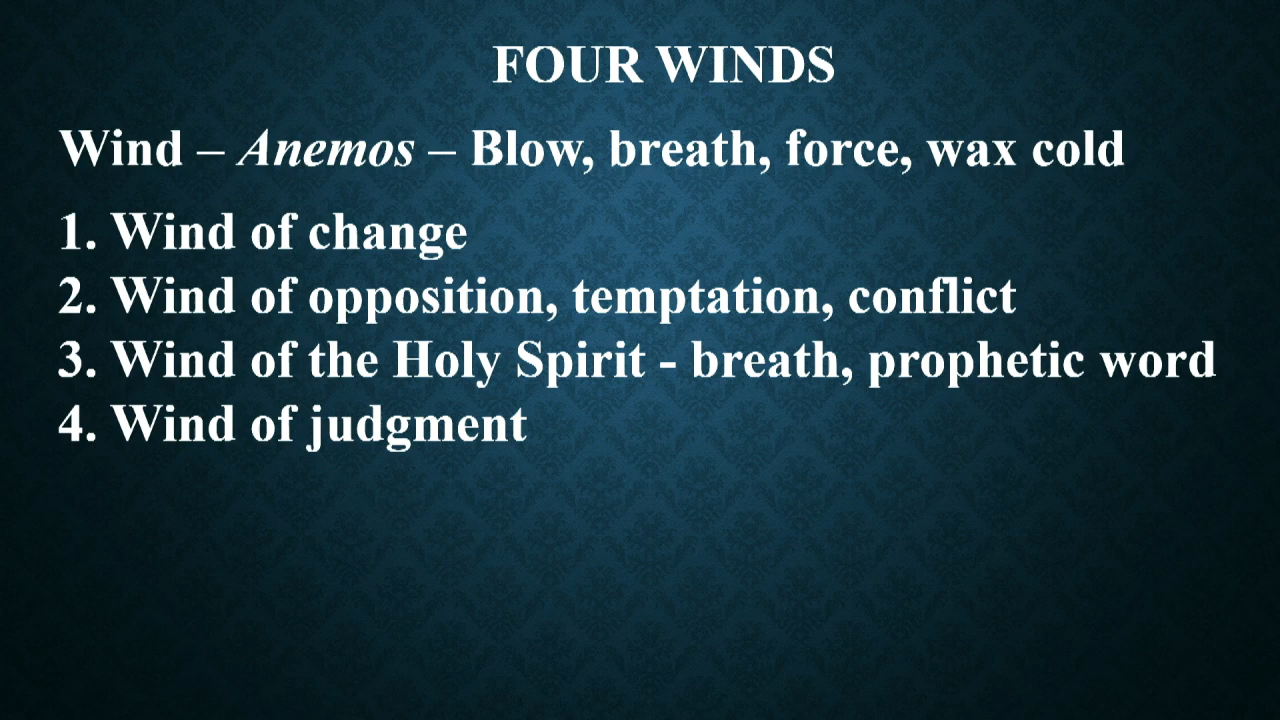 FOUR WINDS
Wind – Anemos – Blow, breath, force, wax cold
1. Wind of change
2. Wind of opposition, temptation, conflict
3. Wind of the Holy Spirit - breath, prophetic word
4. Wind of judgment